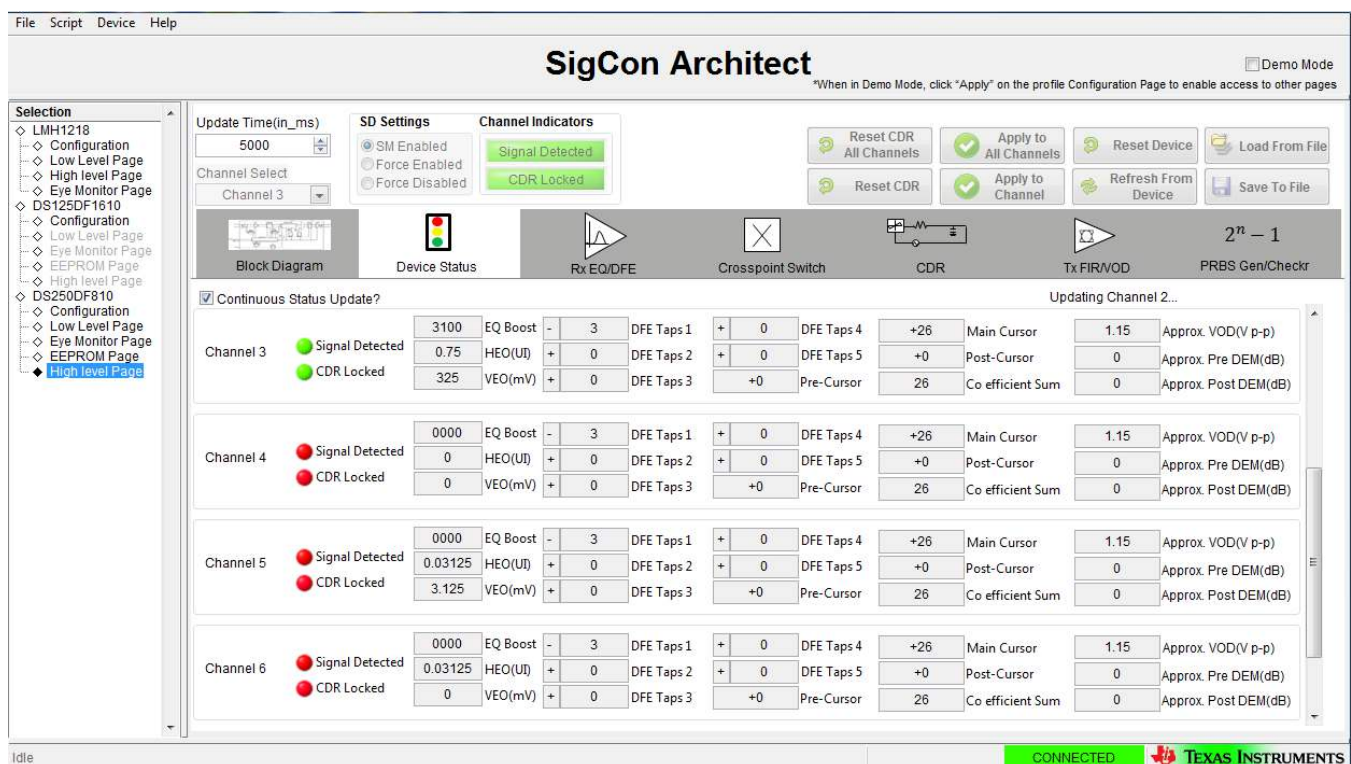 File Script Device Help
SigCon Architect
Demo Mode
*When in Demo Mode, click "Apply" on the profile Configuration Page to enable access to other pages
Selection
LMH1218
Configuration
Low Level Page
High level Page
Eye Monitor Page
DS125DF1610
Configuration
Low Level Page
Eye Monitor Page
EEPROM Page
High level Page
DS250DF810
Configuration
Low Level Page
Eye Monitor Page
EEPROM Page
High level Page
Update Time(in_ms)
5000
Channel Select
Channel 3
SD Settings
SM Enabled
Force Enabled
Force Disabled
Channel Indicators
Signal Detected
CDR Locked
Reset CDR
All Channels
Apply to
All Channels
Reset Device
Load From File
Reset CDR
Apply to
Channel
Refresh From
Device
Save To File
Block Diagram
Device Status
Rx EQ/DFE
Crosspoint Switch
CDR
Tx FIR/VOD
2ⁿ − 1
PRBS Gen/Checkr
Continuous Status Update?
Updating Channel 2...
3100 EQ Boost - 3 DFE Taps 1 + 0 DFE Taps 4 +26 Main Cursor 1.15 Approx. VOD(V p-p)
Channel 3 Signal Detected 0.75 HEO(UI) + 0 DFE Taps 2 + 0 DFE Taps 5 +0 Post-Cursor 0 Approx. Pre DEM(dB)
CDR Locked 325 VEO(mV) + 0 DFE Taps 3 +0 Pre-Cursor 26 Co efficient Sum 0 Approx. Post DEM(dB)
0000 EQ Boost - 3 DFE Taps 1 + 0 DFE Taps 4 +26 Main Cursor 1.15 Approx. VOD(V p-p)
Channel 4 Signal Detected 0 HEO(UI) + 0 DFE Taps 2 + 0 DFE Taps 5 +0 Post-Cursor 0 Approx. Pre DEM(dB)
CDR Locked 0 VEO(mV) + 0 DFE Taps 3 +0 Pre-Cursor 26 Co efficient Sum 0 Approx. Post DEM(dB)
0000 EQ Boost - 3 DFE Taps 1 + 0 DFE Taps 4 +26 Main Cursor 1.15 Approx. VOD(V p-p)
Channel 5 Signal Detected 0.03125 HEO(UI) + 0 DFE Taps 2 + 0 DFE Taps 5 +0 Post-Cursor 0 Approx. Pre DEM(dB)
CDR Locked 3.125 VEO(mV) + 0 DFE Taps 3 +0 Pre-Cursor 26 Co efficient Sum 0 Approx. Post DEM(dB)
0000 EQ Boost - 3 DFE Taps 1 + 0 DFE Taps 4 +26 Main Cursor 1.15 Approx. VOD(V p-p)
Channel 6 Signal Detected 0.03125 HEO(UI) + 0 DFE Taps 2 + 0 DFE Taps 5 +0 Post-Cursor 0 Approx. Pre DEM(dB)
CDR Locked 0 VEO(mV) + 0 DFE Taps 3 +0 Pre-Cursor 26 Co efficient Sum 0 Approx. Post DEM(dB)
Idle
CONNECTED
TEXAS INSTRUMENTS